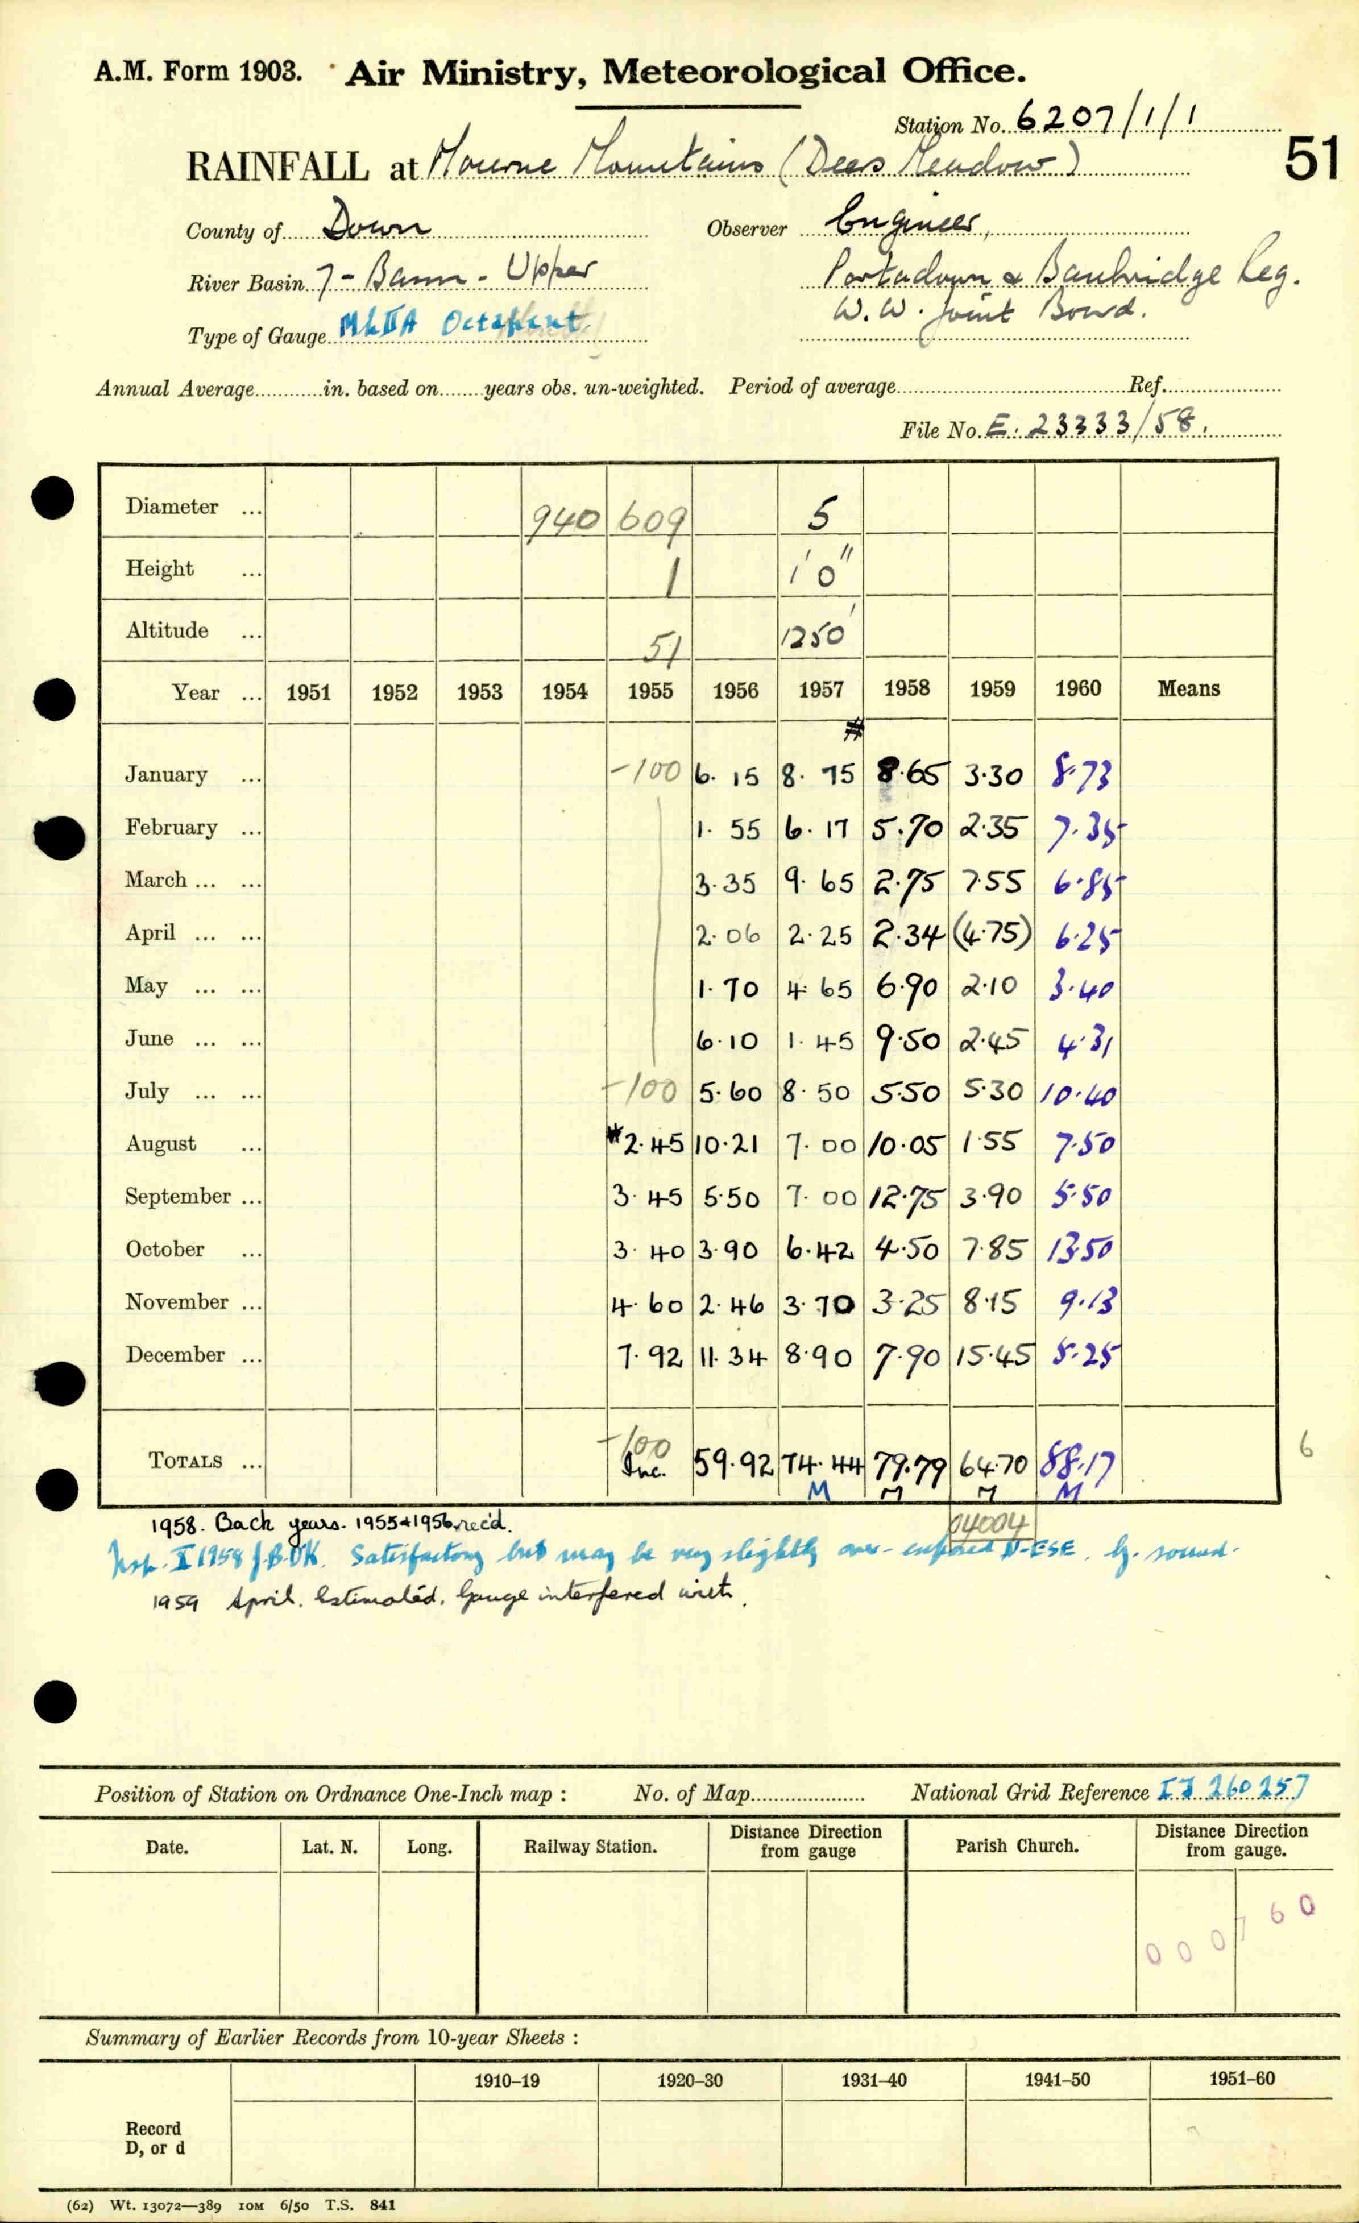 A.M. Form 1903. Air Ministry, Meteorological Office.
Station No. 6207/1/1
RAINFALL at Mourne Mountains (Deers Meadow)
51
County of Down Observer Engineer,
River Basin 7 - Bann - Upper Portadown & Banbridge Reg.
W.W. Joint Board.
Type of Gauge MkIIA Octapent
Annual Average in. based on years obs. un-weighted. Period of average Ref.
File No. E. 23333/58.
Diameter ... 940 609 5
Height ... 1 1' 0"
Altitude ... 51 1250'
Year ... 1951 1952 1953 1954 1955 1956 1957 1958 1959 1960 Means
#
January ... -100 6.15 8.75 8.65 3.30 8.73
February ... 1.55 6.17 5.70 2.35 7.35
March ... ... 3.35 9.65 2.75 7.55 6.85
April ... ... 2.06 2.25 2.34 (4.75) 6.25
May ... ... 1.70 4.65 6.90 2.10 3.40
June ... ... 6.10 1.45 9.50 2.45 4.31
July ... ... -100 5.60 8.50 5.50 5.30 10.40
August ... #2.45 10.21 7.00 10.05 1.55 7.50
September ... 3.45 5.50 7.00 12.75 3.90 5.50
October ... 3.40 3.90 6.42 4.50 7.85 13.50
November ... 4.60 2.46 3.70 3.25 8.15 9.13
December ... 7.92 11.34 8.90 7.90 15.45 5.25
-100
TOTALS ... Inc. 59.92 74.44 79.79 64.70 88.17
6
M M M M
04004
1958. Back years. 1955 & 1956 rec'd.
Insp. X 1958 J.B.OK. Satisfactory but may be very slightly over-exposed N-ESE. sound.
1959 April. Estimated. Gauge interfered with.
Position of Station on Ordnance One-Inch map : No. of Map National Grid Reference IJ 260257
Date. Lat. N. Long. Railway Station. Distance Direction from gauge Parish Church. Distance Direction from gauge.
000760
Summary of Earlier Records from 10-year Sheets :
1910–19 1920–30 1931–40 1941–50 1951–60
Record
D, or d
(62) Wt. 13072—389 10M 6/50 T.S. 841